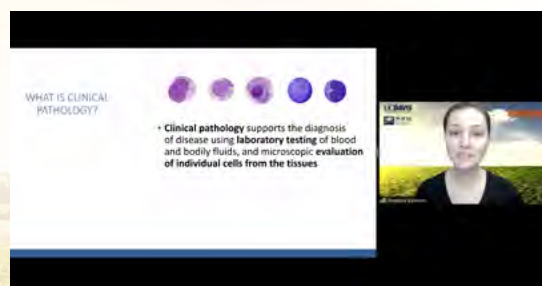 WHAT IS CLINICAL
PATHOLOGY?
• Clinical pathology supports the diagnosis
of disease using laboratory testing of blood
and bodily fluids, and microscopic evaluation
of individual cells from the tissues
UC DAVIS